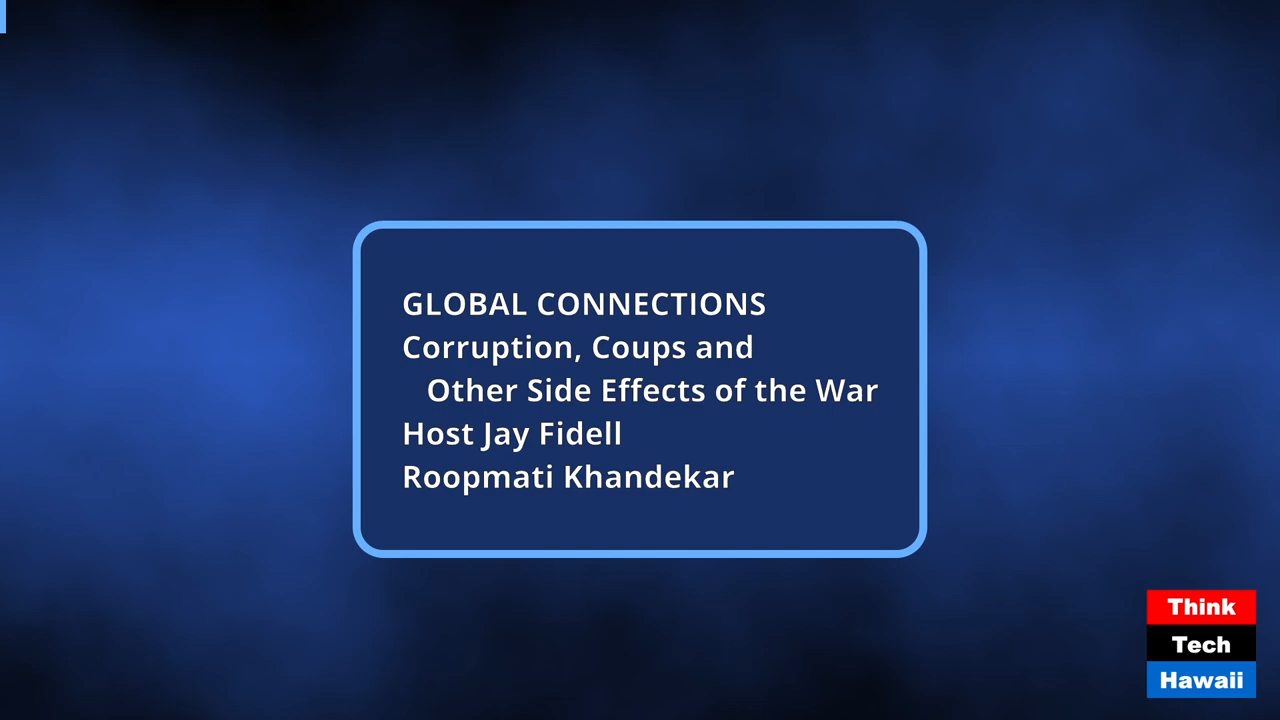 GLOBAL CONNECTIONS
Corruption, Coups and
Other Side Effects of the War
Host Jay Fidell
Roopmati Khandekar
Think
Tech
Hawaii